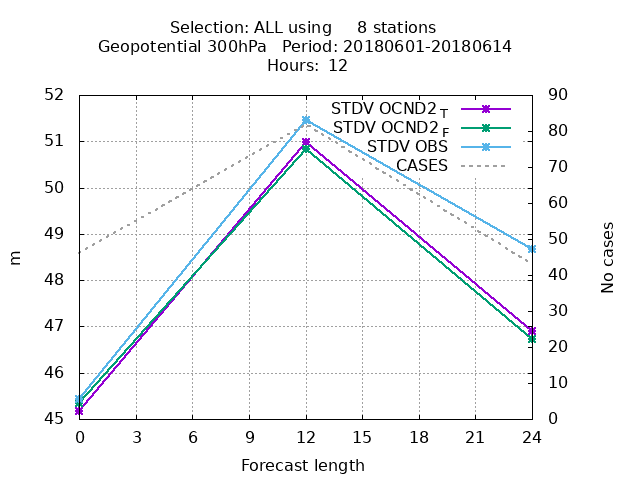 Selection: ALL using     8 stations
Geopotential 300hPa   Period: 20180601-20180614
Hours:  12
52
51
50
49
48
47
46
45
m
90
80
70
60
50
40
30
20
10
0
No cases
STDV OCND2_T
STDV OCND2_F
STDV OBS
CASES
0 3 6 9 12 15 18 21 24
Forecast length